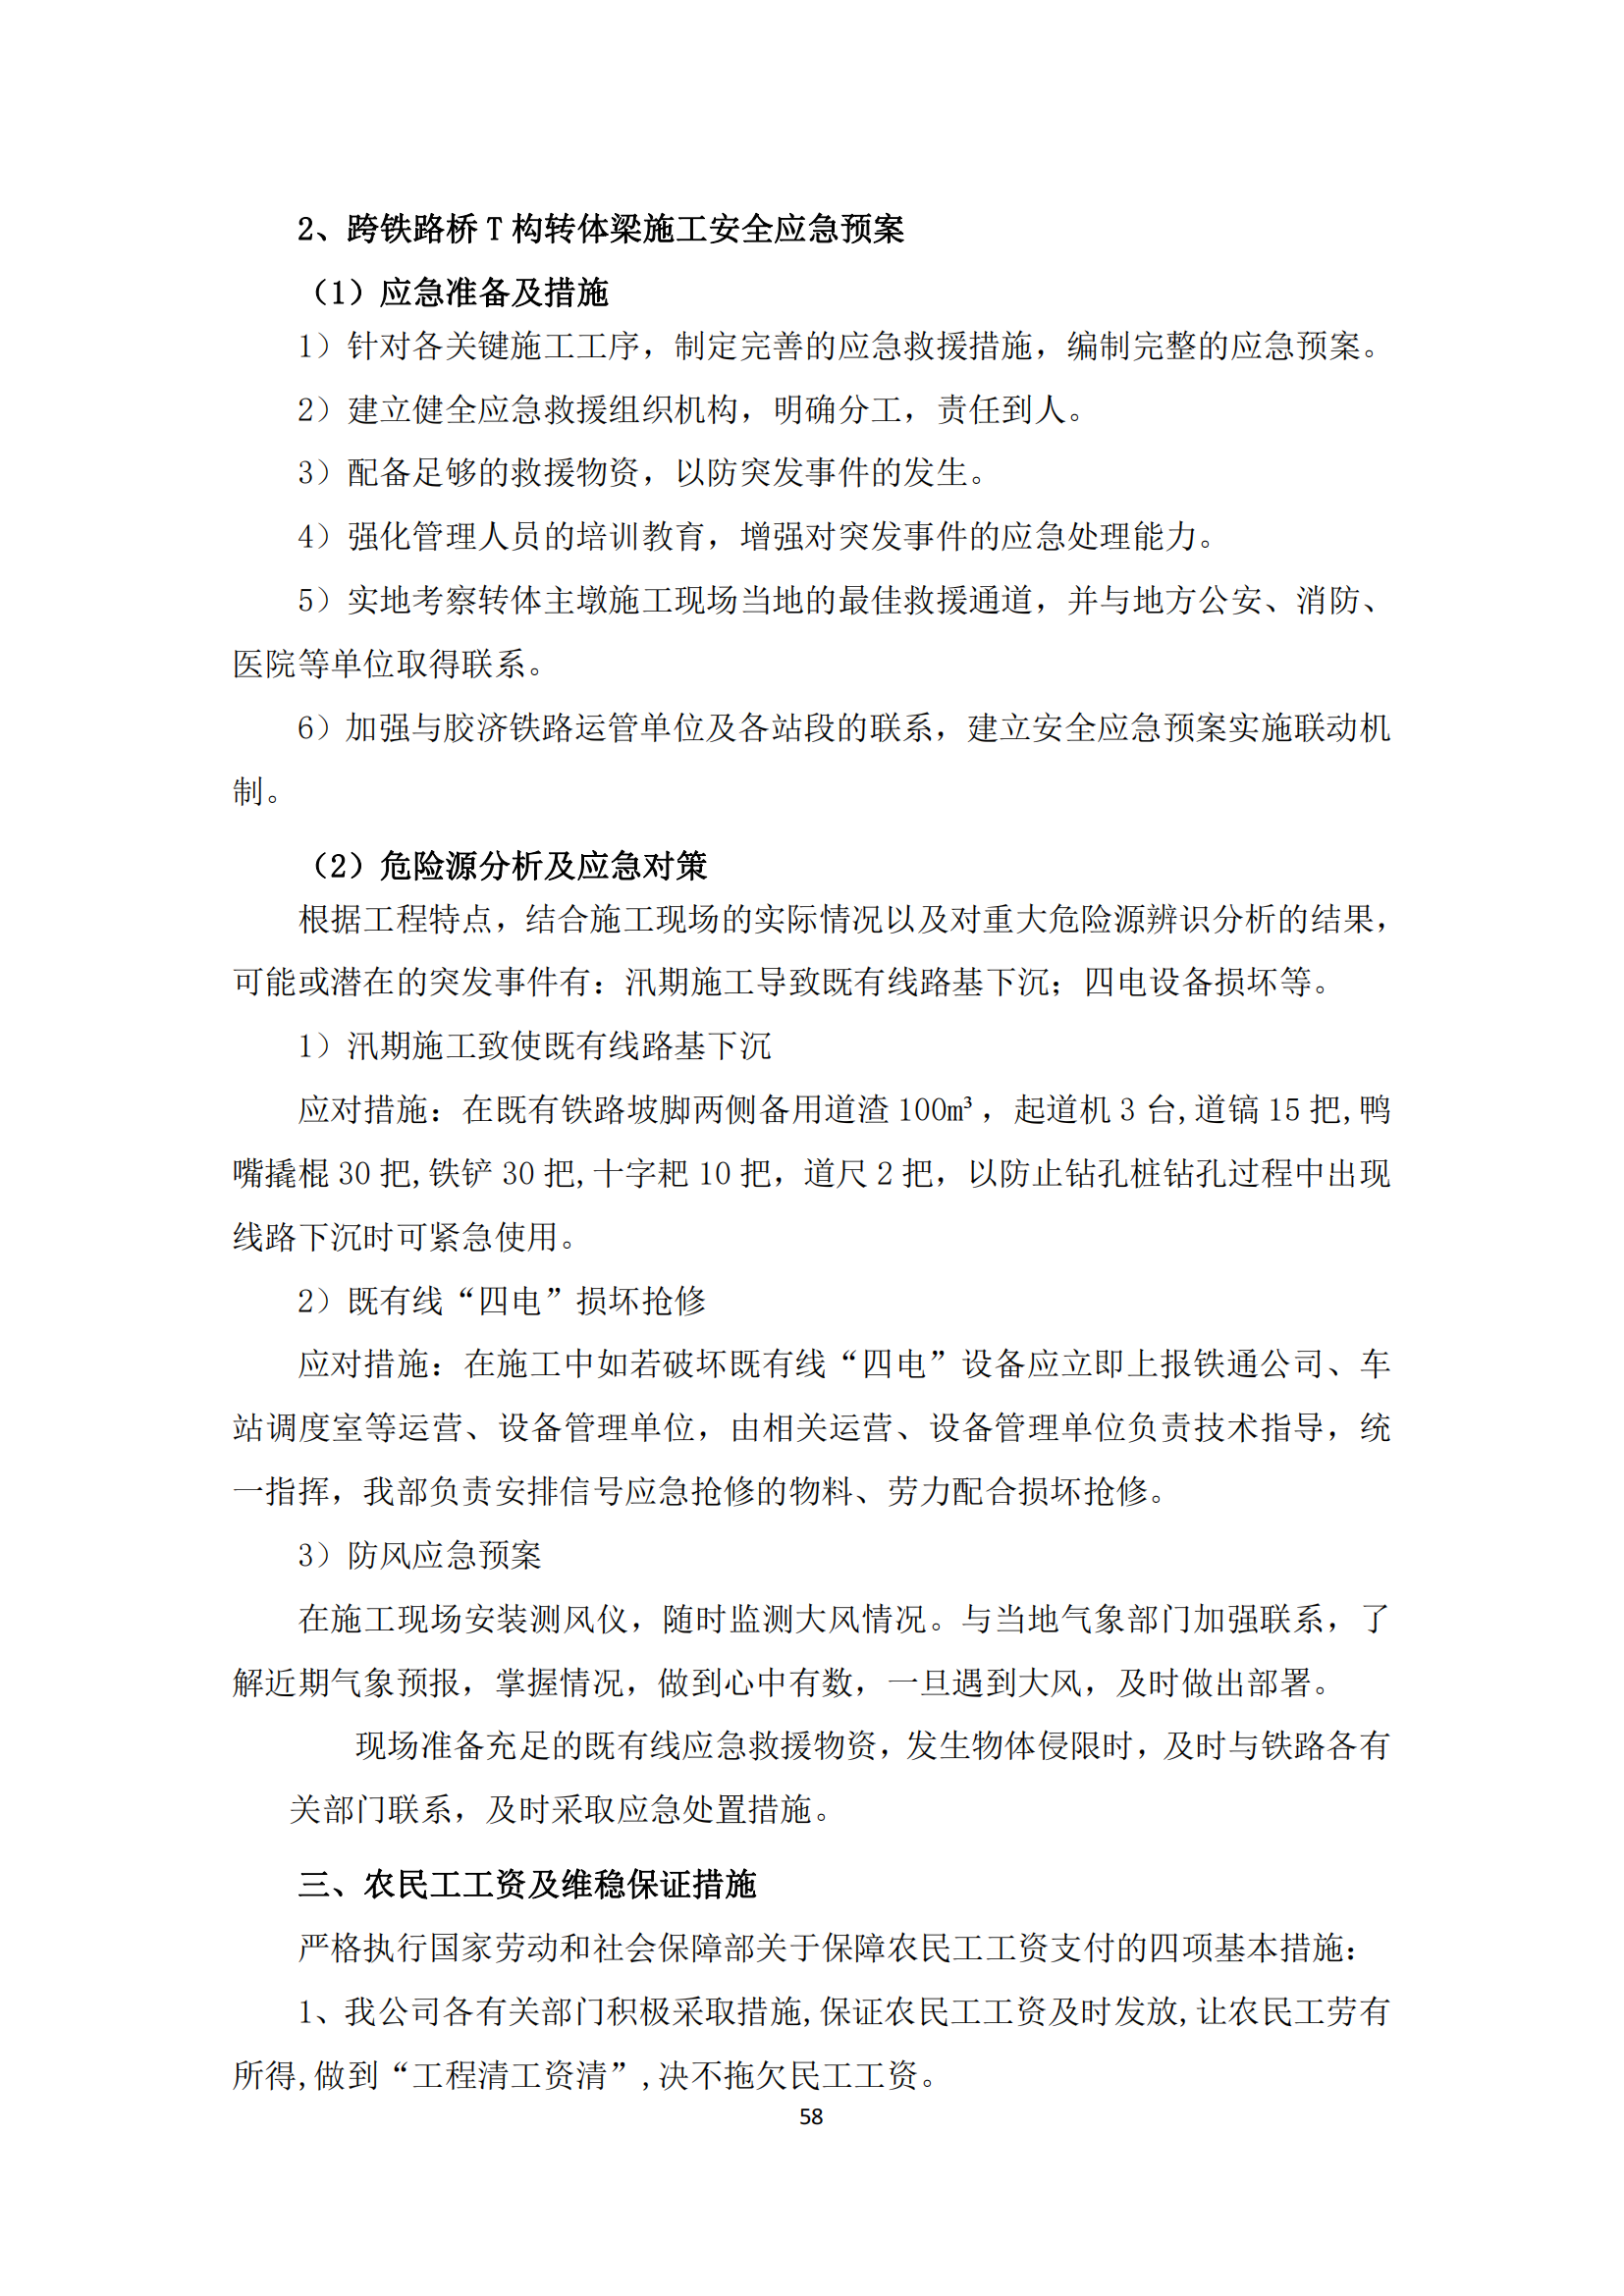 2、跨铁路桥 T 构转体梁施工安全应急预案
（1）应急准备及措施
1）针对各关键施工工序，制定完善的应急救援措施，编制完整的应急预案。
2）建立健全应急救援组织机构，明确分工，责任到人。
3）配备足够的救援物资，以防突发事件的发生。
4）强化管理人员的培训教育，增强对突发事件的应急处理能力。
5）实地考察转体主墩施工现场当地的最佳救援通道，并与地方公安、消防、
医院等单位取得联系。
6）加强与胶济铁路运管单位及各站段的联系，建立安全应急预案实施联动机
制。
（2）危险源分析及应急对策
根据工程特点，结合施工现场的实际情况以及对重大危险源辨识分析的结果，
可能或潜在的突发事件有：汛期施工导致既有线路基下沉；四电设备损坏等。
1）汛期施工致使既有线路基下沉
应对措施：在既有铁路坡脚两侧备用道渣 100m³，起道机 3 台,道镐 15 把,鸭
嘴撬棍 30 把,铁铲 30 把,十字耙 10 把，道尺 2 把，以防止钻孔桩钻孔过程中出现
线路下沉时可紧急使用。
2）既有线“四电”损坏抢修
应对措施：在施工中如若破坏既有线“四电”设备应立即上报铁通公司、车
站调度室等运营、设备管理单位，由相关运营、设备管理单位负责技术指导，统
一指挥，我部负责安排信号应急抢修的物料、劳力配合损坏抢修。
3）防风应急预案
在施工现场安装测风仪，随时监测大风情况。与当地气象部门加强联系，了
解近期气象预报，掌握情况，做到心中有数，一旦遇到大风，及时做出部署。
现场准备充足的既有线应急救援物资，发生物体侵限时，及时与铁路各有
关部门联系，及时采取应急处置措施。
三、农民工工资及维稳保证措施
严格执行国家劳动和社会保障部关于保障农民工工资支付的四项基本措施：
1、我公司各有关部门积极采取措施,保证农民工工资及时发放,让农民工劳有
所得,做到“工程清工资清”,决不拖欠民工工资。
58